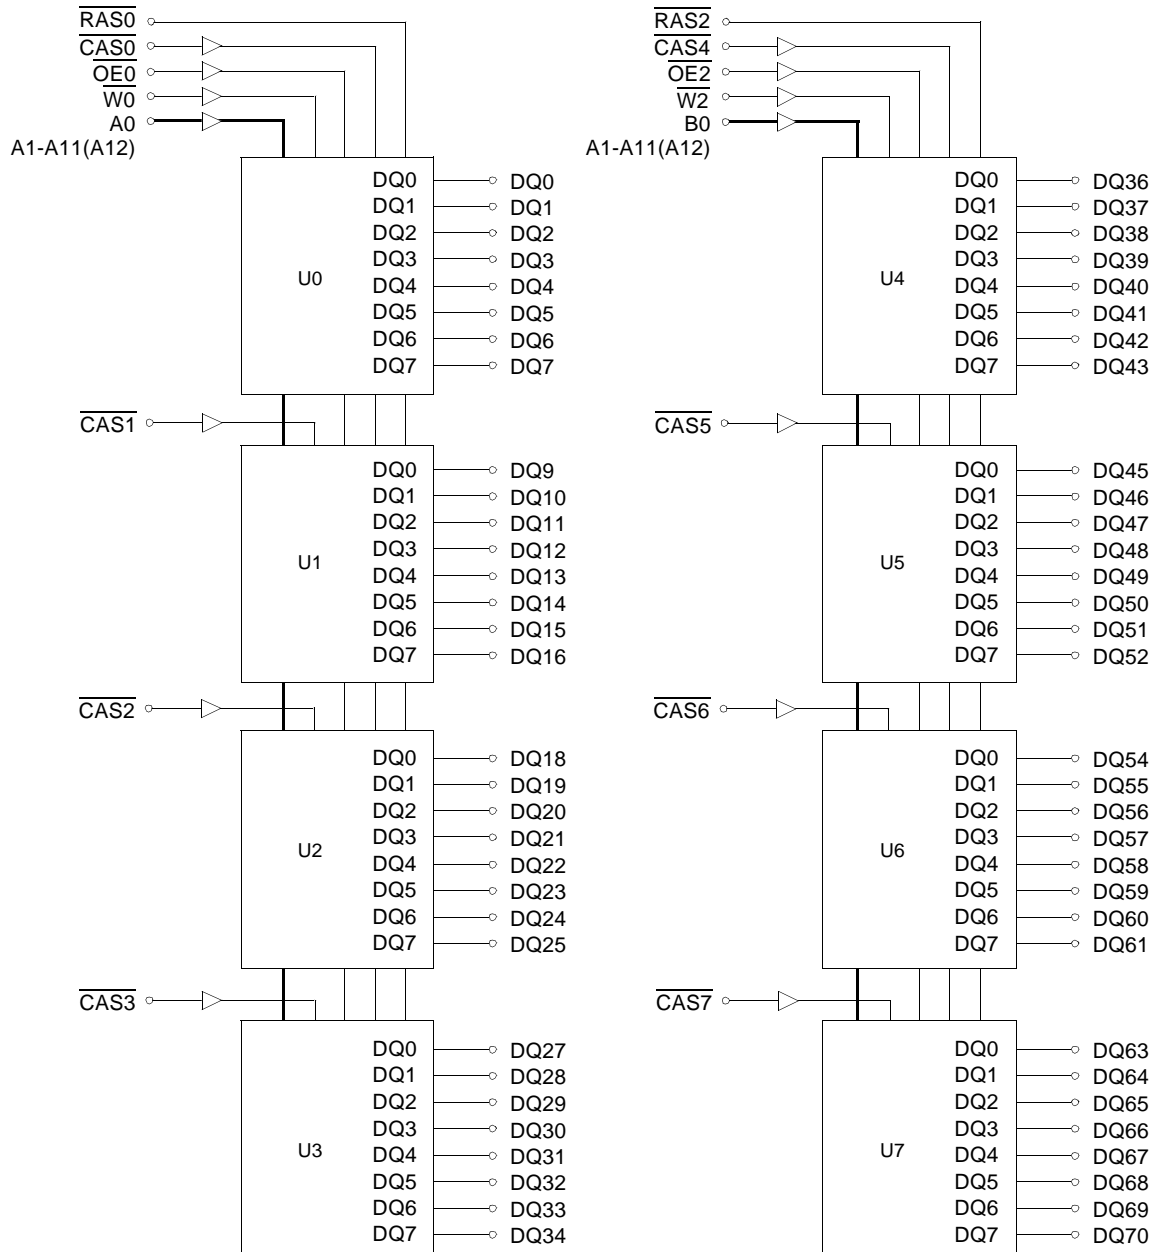 RAS0
CAS0
OE0
W0
A0
A1-A11(A12)
U0
DQ0 DQ0
DQ1 DQ1
DQ2 DQ2
DQ3 DQ3
DQ4 DQ4
DQ5 DQ5
DQ6 DQ6
DQ7 DQ7
CAS1
U1
DQ0 DQ9
DQ1 DQ10
DQ2 DQ11
DQ3 DQ12
DQ4 DQ13
DQ5 DQ14
DQ6 DQ15
DQ7 DQ16
CAS2
U2
DQ0 DQ18
DQ1 DQ19
DQ2 DQ20
DQ3 DQ21
DQ4 DQ22
DQ5 DQ23
DQ6 DQ24
DQ7 DQ25
CAS3
U3
DQ0 DQ27
DQ1 DQ28
DQ2 DQ29
DQ3 DQ30
DQ4 DQ31
DQ5 DQ32
DQ6 DQ33
DQ7 DQ34
RAS2
CAS4
OE2
W2
B0
A1-A11(A12)
U4
DQ0 DQ36
DQ1 DQ37
DQ2 DQ38
DQ3 DQ39
DQ4 DQ40
DQ5 DQ41
DQ6 DQ42
DQ7 DQ43
CAS5
U5
DQ0 DQ45
DQ1 DQ46
DQ2 DQ47
DQ3 DQ48
DQ4 DQ49
DQ5 DQ50
DQ6 DQ51
DQ7 DQ52
CAS6
U6
DQ0 DQ54
DQ1 DQ55
DQ2 DQ56
DQ3 DQ57
DQ4 DQ58
DQ5 DQ59
DQ6 DQ60
DQ7 DQ61
CAS7
U7
DQ0 DQ63
DQ1 DQ64
DQ2 DQ65
DQ3 DQ66
DQ4 DQ67
DQ5 DQ68
DQ6 DQ69
DQ7 DQ70